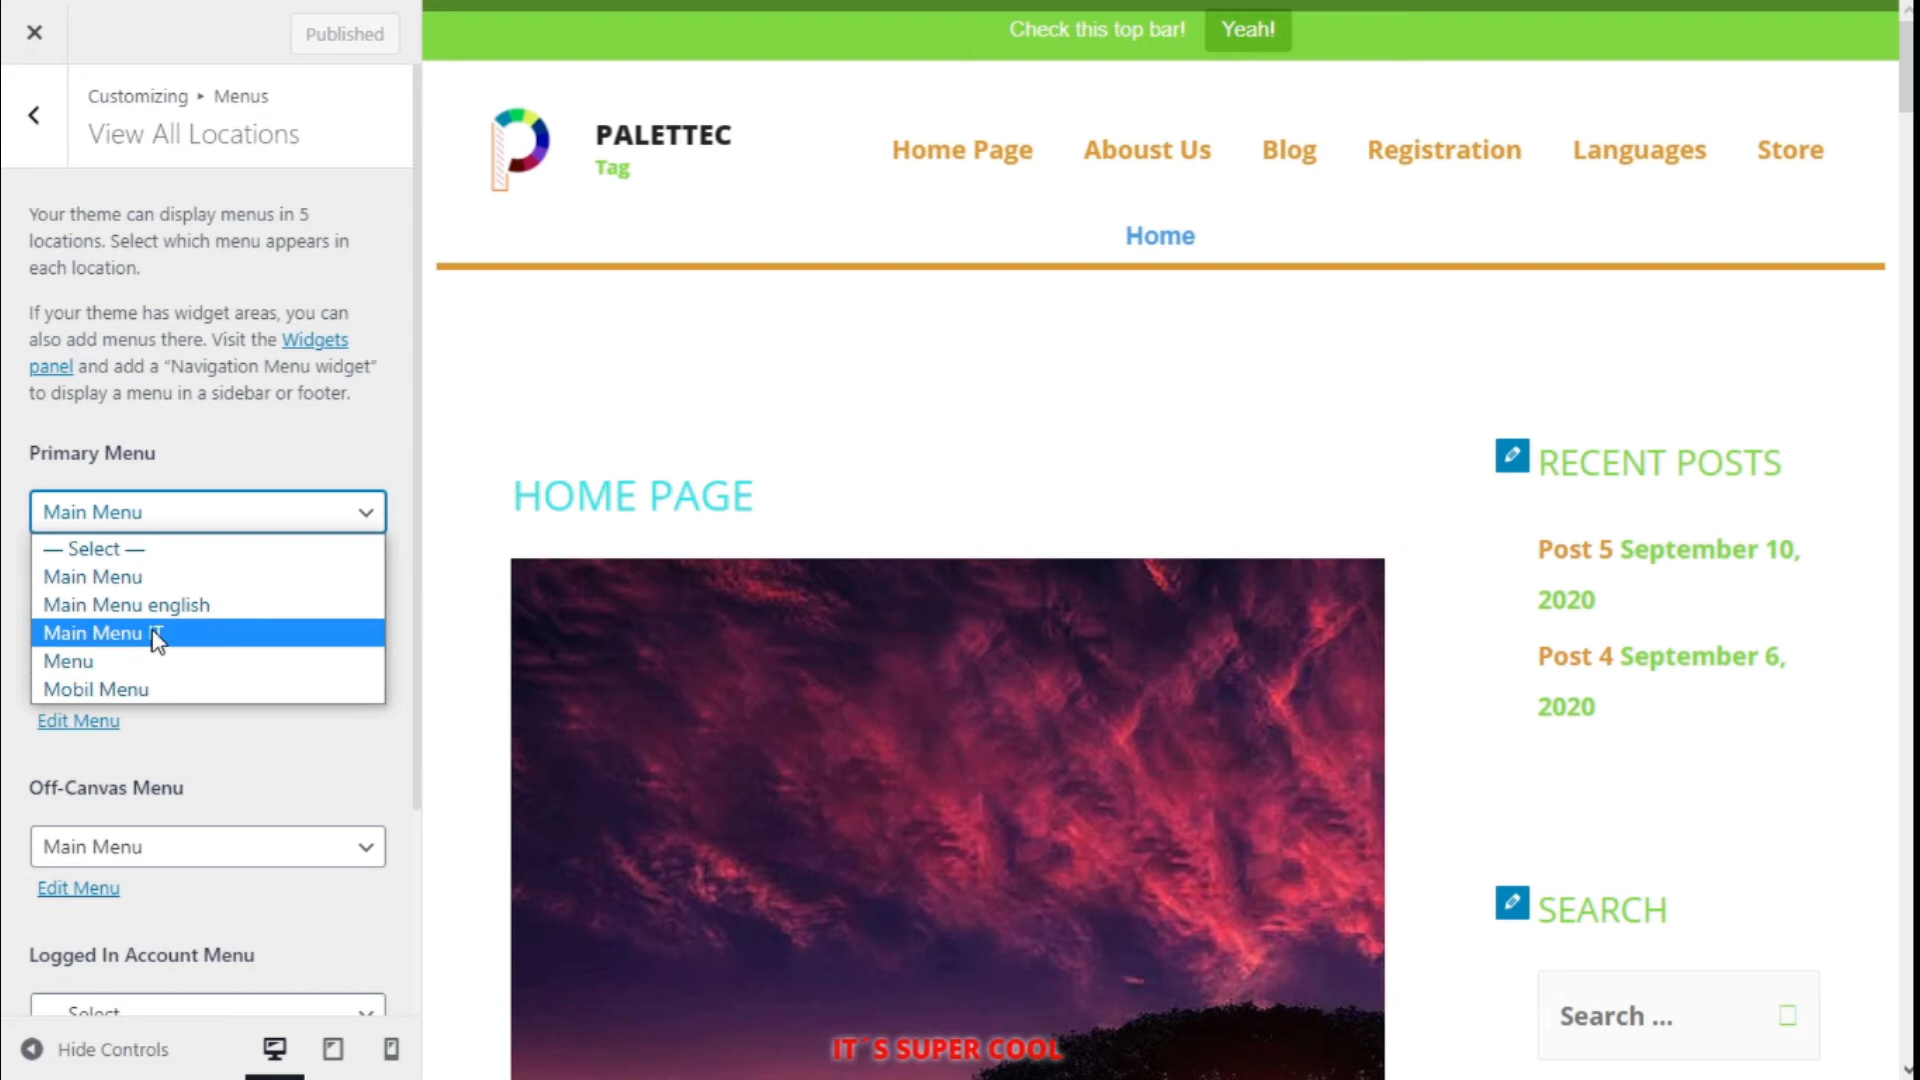 Published
Customizing ▸ Menus
View All Locations
Your theme can display menus in 5
locations. Select which menu appears in
each location.
If your theme has widget areas, you can
also add menus there. Visit the Widgets
panel and add a “Navigation Menu widget”
to display a menu in a sidebar or footer.
Primary Menu
Main Menu
— Select —
Main Menu
Main Menu english
Main Menu IT
Menu
Mobil Menu
Edit Menu
Off-Canvas Menu
Main Menu
Edit Menu
Logged In Account Menu
Select
Hide Controls
Check this top bar!
Yeah!
PALETTEC
Tag
Home Page
Aboust Us
Blog
Registration
Languages
Store
Home
HOME PAGE
IT´S SUPER COOL
RECENT POSTS
Post 5 September 10,
2020
Post 4 September 6,
2020
SEARCH
Search ...